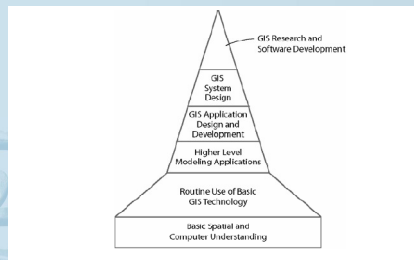 GIS Research and
Software Development
GIS
System
Design
GIS Application
Design and
Development
Higher Level
Modeling Applications
Routine Use of Basic
GIS Technology
Basic Spatial and
Computer Understanding